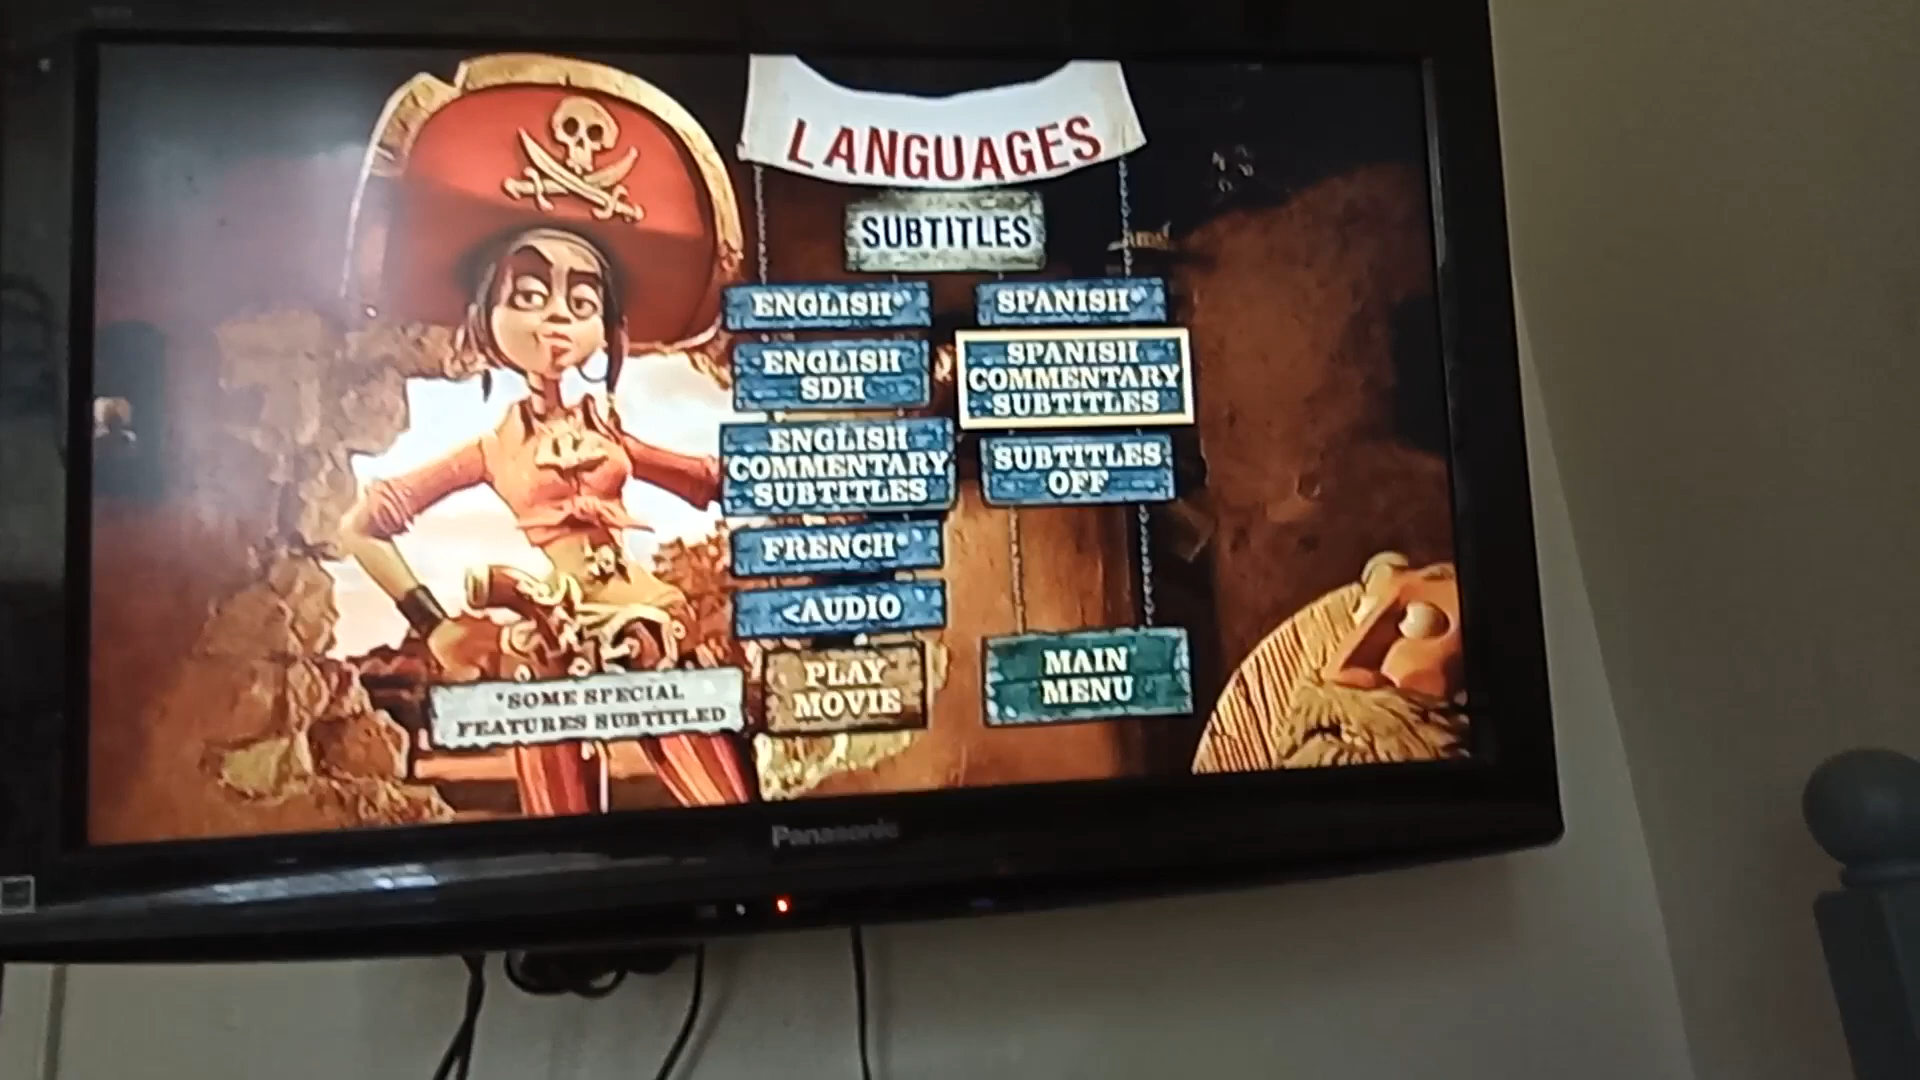 LANGUAGES
SUBTITLES
ENGLISH*
SPANISH*
ENGLISH
SDH
SPANISH
COMMENTARY
SUBTITLES
ENGLISH
COMMENTARY
SUBTITLES
SUBTITLES
OFF
FRENCH*
<AUDIO
PLAY
MOVIE
MAIN
MENU
*SOME SPECIAL
FEATURES SUBTITLED
Panasonic